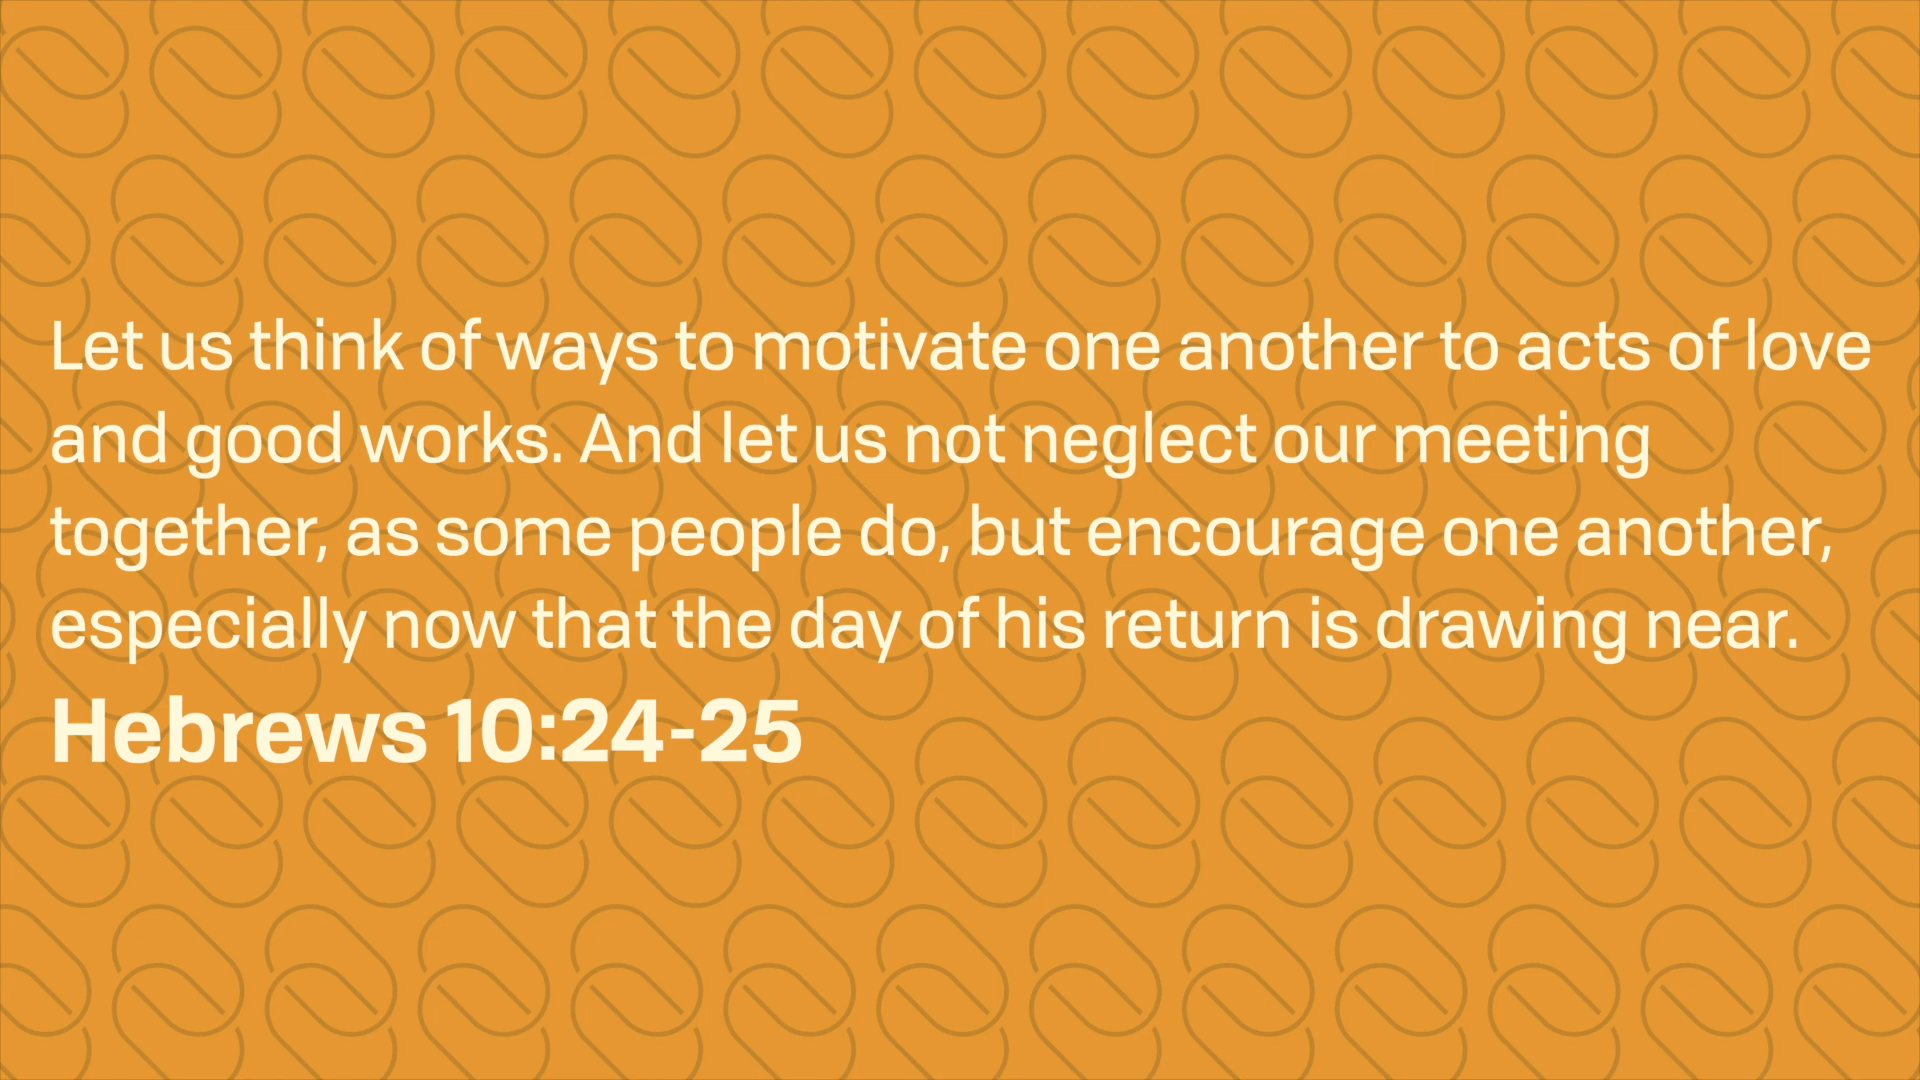 Let us think of ways to motivate one another to acts of love
and good works. And let us not neglect our meeting
together, as some people do, but encourage one another,
especially now that the day of his return is drawing near.
Hebrews 10:24-25